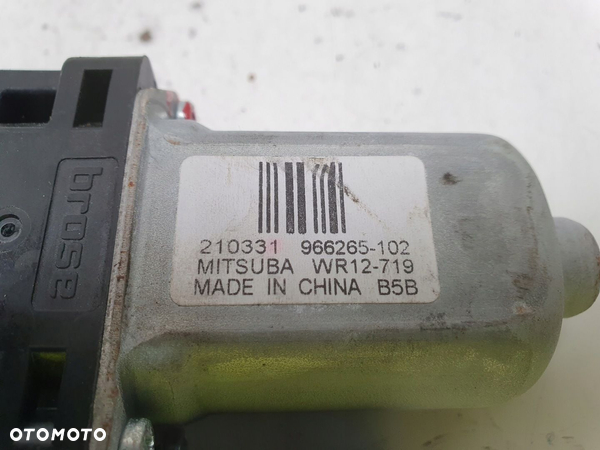 brose
210331 966265-102
MITSUBA WR12-719
MADE IN CHINA B5B
OTOMOTO